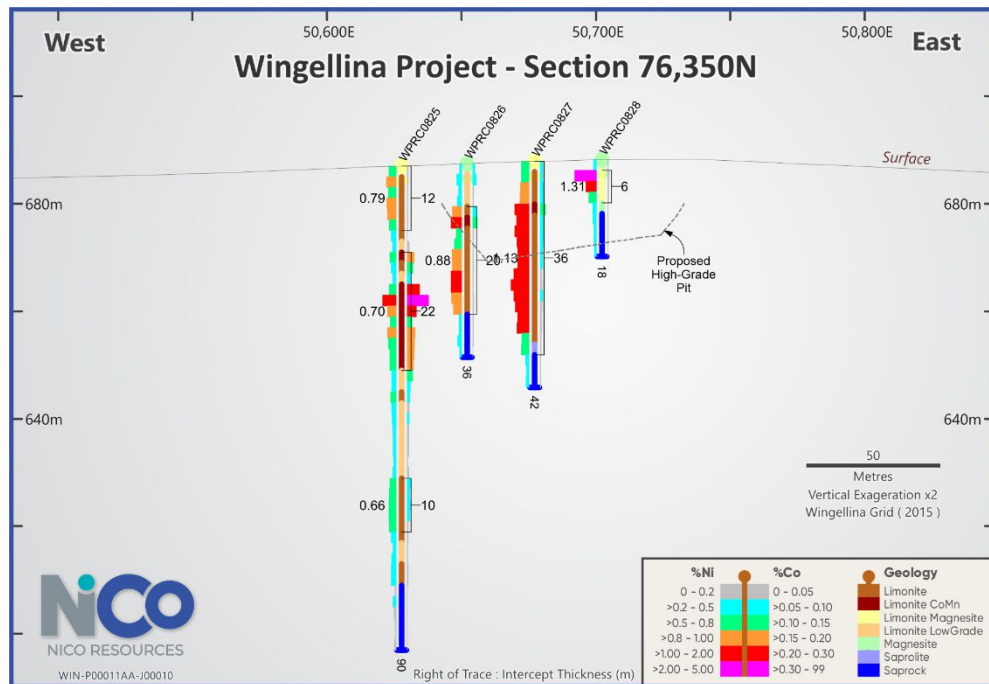 50,600E
50,700E
50,800E
West
East
Wingellina Project - Section 76,350N
WPRC0825
WPRC0826
WPRC0827
WPRC0828
Surface
680m
680m
0.79
12
1.31
6
0.88
20
1.13
36
18
Proposed
High-Grade
Pit
0.70
22
36
42
640m
640m
0.66
10
50
Metres
Vertical Exageration x2
Wingellina Grid ( 2015 )
90
NiCo
NICO RESOURCES
WIN-P00011AA-J00010
Right of Trace : Intercept Thickness (m)
%Ni %Co Geology
0 - 0.2 0 - 0.05 Limonite
>0.2 - 0.5 >0.05 - 0.10 Limonite CoMn
>0.5 - 0.8 >0.10 - 0.15 Limonite Magnesite
>0.8 - 1.00 >0.15 - 0.20 Limonite LowGrade
>1.00 - 2.00 >0.20 - 0.30 Magnesite
>2.00 - 5.00 >0.30 - 99 Saprolite
Saprock